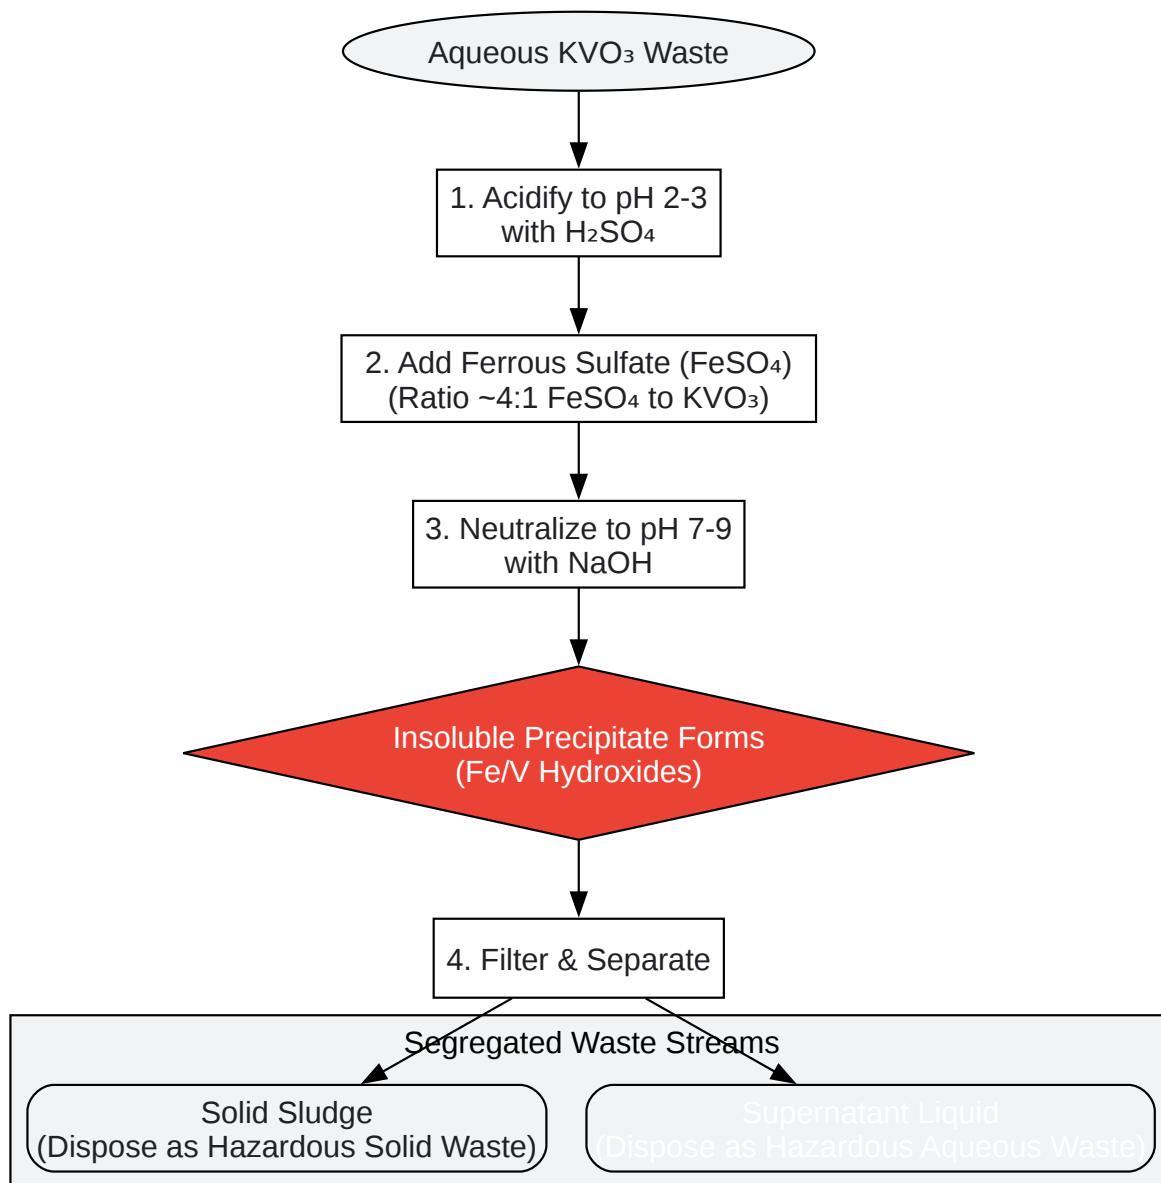 Aqueous KVO₃ Waste
1. Acidify to pH 2-3
with H₂SO₄
2. Add Ferrous Sulfate (FeSO₄)
(Ratio ~4:1 FeSO₄ to KVO₃)
3. Neutralize to pH 7-9
with NaOH
Insoluble Precipitate Forms
(Fe/V Hydroxides)
4. Filter & Separate
Segregated Waste Streams
Solid Sludge
(Dispose as Hazardous Solid Waste)
Supernatant Liquid
(Dispose as Hazardous Aqueous Waste)